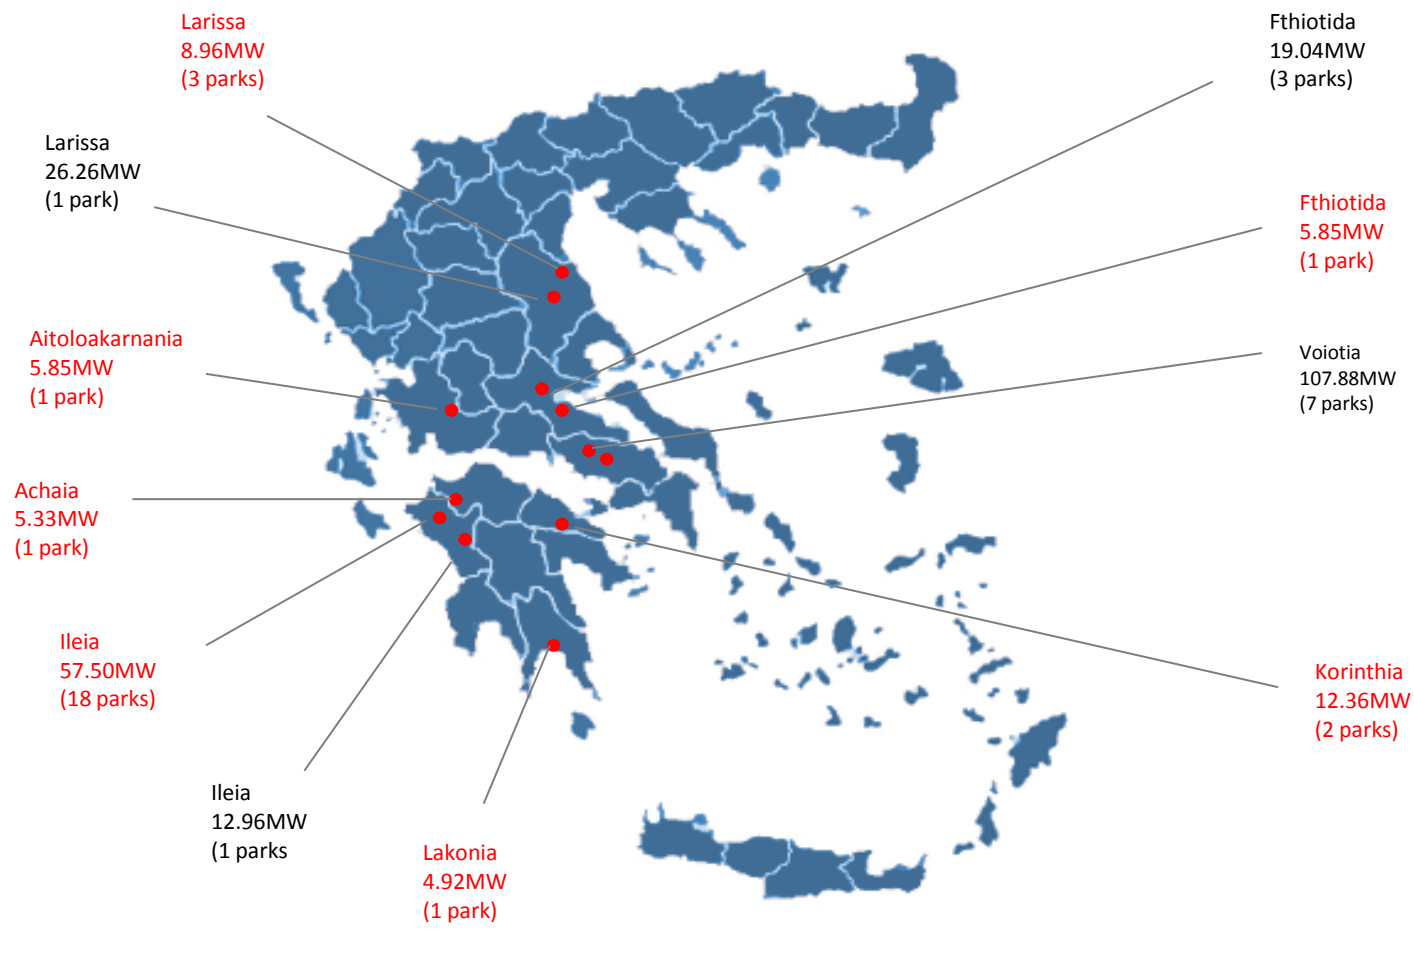 Larissa
8.96MW
(3 parks)
Fthiotida
19.04MW
(3 parks)
Larissa
26.26MW
(1 park)
Fthiotida
5.85MW
(1 park)
Aitoloakarnania
5.85MW
(1 park)
Voiotia
107.88MW
(7 parks)
Achaia
5.33MW
(1 park)
Ileia
57.50MW
(18 parks)
Korinthia
12.36MW
(2 parks)
Ileia
12.96MW
(1 parks
Lakonia
4.92MW
(1 park)